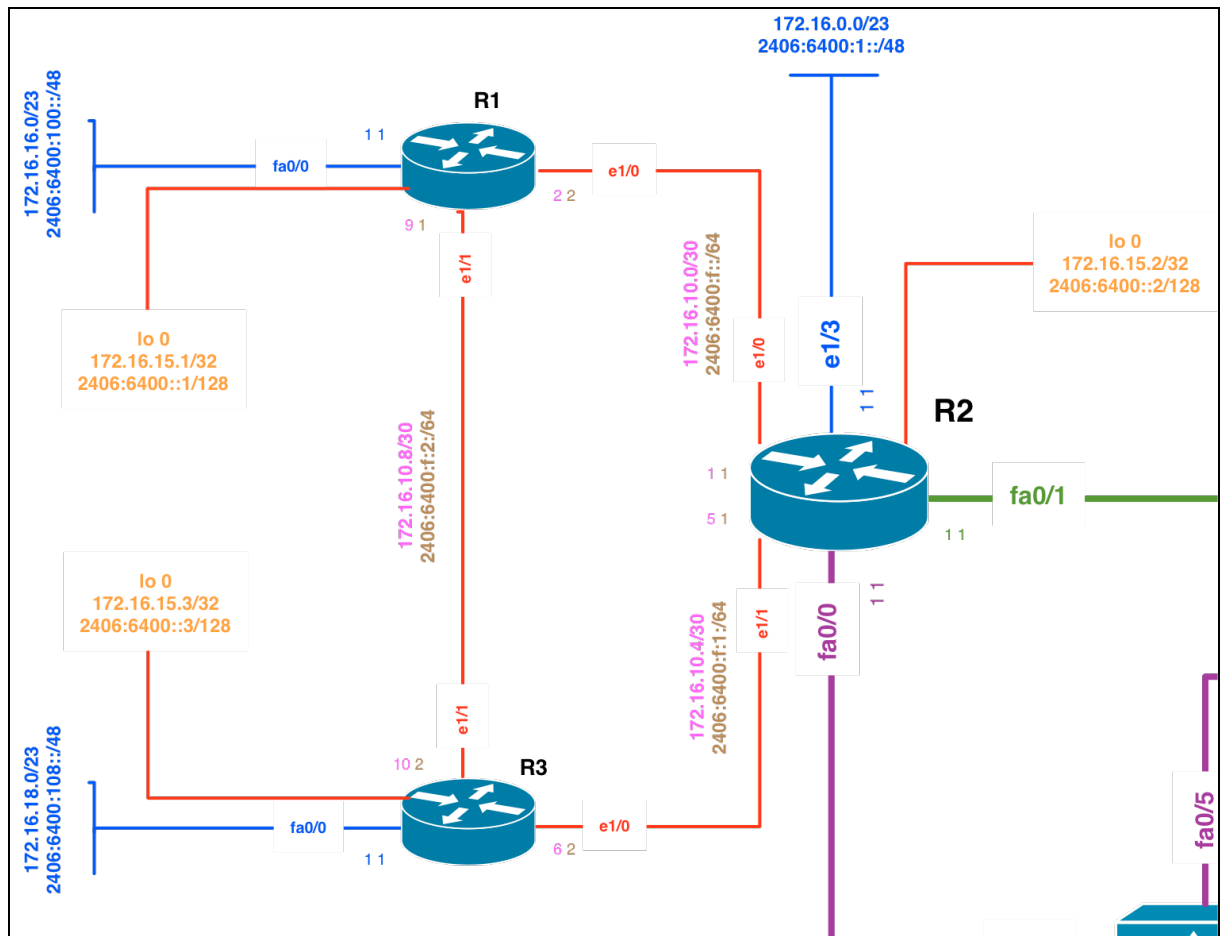 172.16.0.0/23
2406:6400:1::/48
R1
172.16.16.0/23
2406:6400:100::/48
1 1
fa0/0
e1/0
2 2
9 1
e1/1
172.16.10.0/30
2406:6400:f::/64
e1/0
e1/3
1 1
lo 0
172.16.15.2/32
2406:6400::2/128
lo 0
172.16.15.1/32
2406:6400::1/128
R2
172.16.10.8/30
2406:6400:f:2:/64
1 1
5 1
fa0/1
1 1
lo 0
172.16.15.3/32
2406:6400::3/128
172.16.10.4/30
2406:6400:f:1:/64
e1/1
fa0/0
1 1
e1/1
10 2
R3
172.16.18.0/23
2406:6400:108::/48
fa0/0
1 1
e1/0
6 2
fa0/5